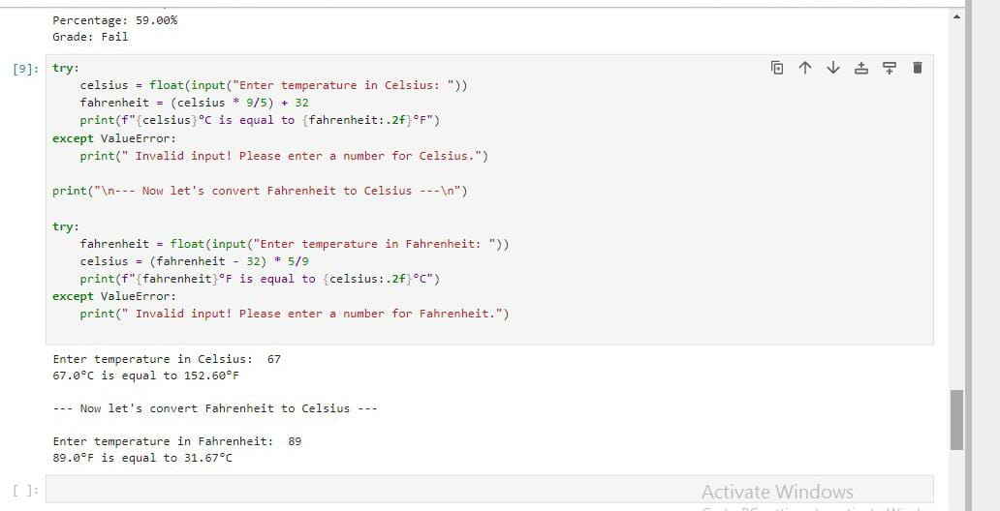 Percentage: 59.00%
Grade: Fail
[9]: try:
    celsius = float(input("Enter temperature in Celsius: "))
    fahrenheit = (celsius * 9/5) + 32
    print(f"{celsius}°C is equal to {fahrenheit:.2f}°F")
except ValueError:
    print(" Invalid input! Please enter a number for Celsius.")

print("\n--- Now let's convert Fahrenheit to Celsius ---\n")

try:
    fahrenheit = float(input("Enter temperature in Fahrenheit: "))
    celsius = (fahrenheit - 32) * 5/9
    print(f"{fahrenheit}°F is equal to {celsius:.2f}°C")
except ValueError:
    print(" Invalid input! Please enter a number for Fahrenheit.")

Enter temperature in Celsius:  67
67.0°C is equal to 152.60°F

--- Now let's convert Fahrenheit to Celsius ---

Enter temperature in Fahrenheit:  89
89.0°F is equal to 31.67°C
[ ]:
Activate Windows